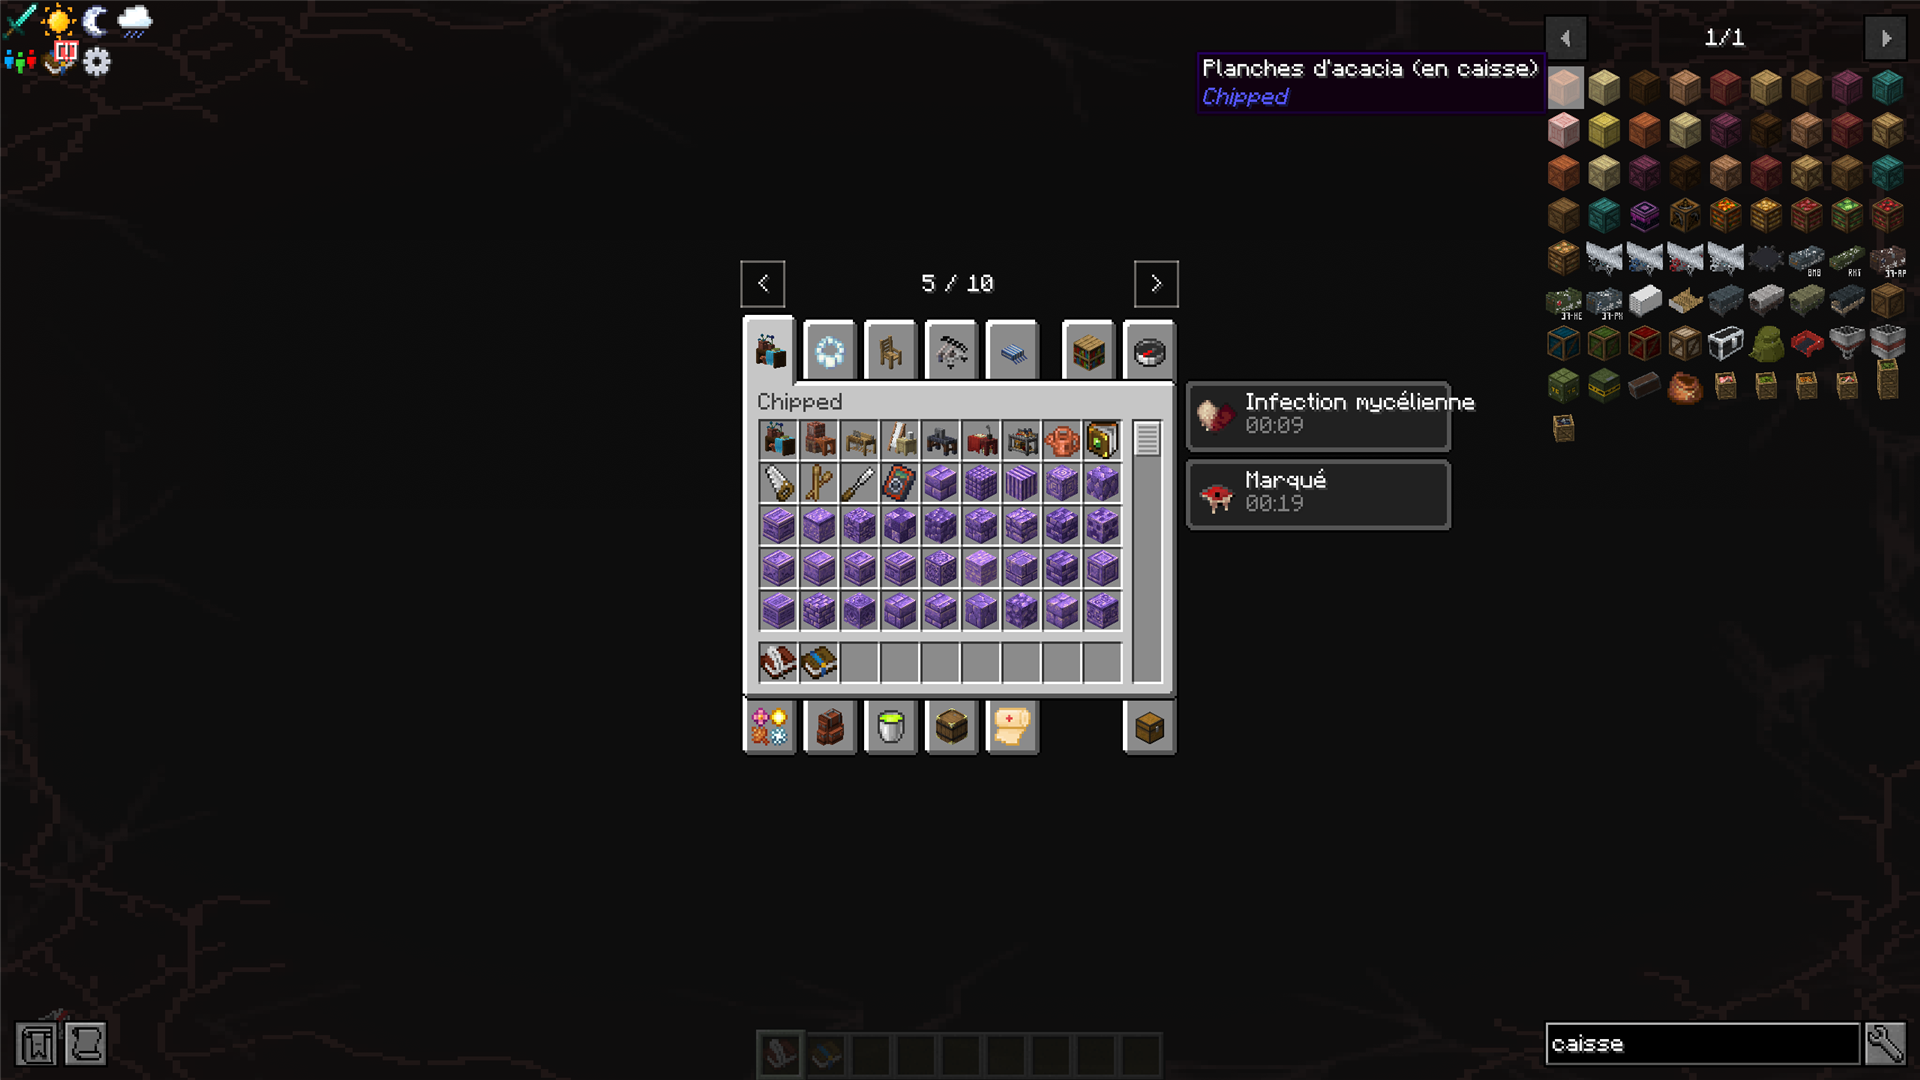 1/1
Planches d'acacia (en caisse)
Chipped
5 / 10
Chipped
Infection mycélienne
00:09
Marqué
00:19
caisse